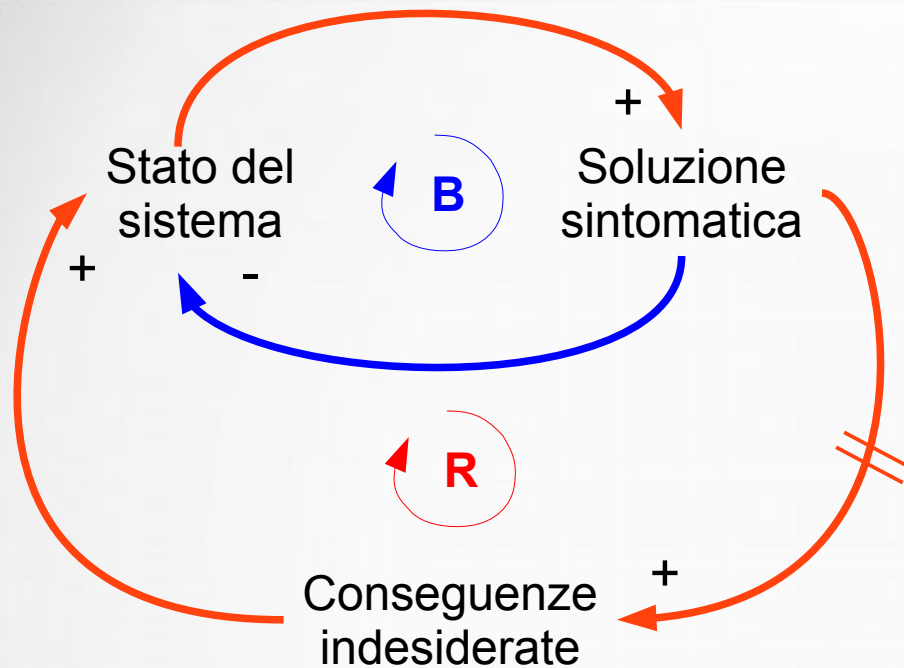 +
Stato del
sistema
B
Soluzione
sintomatica
+
-
R
Conseguenze
indesiderate
+